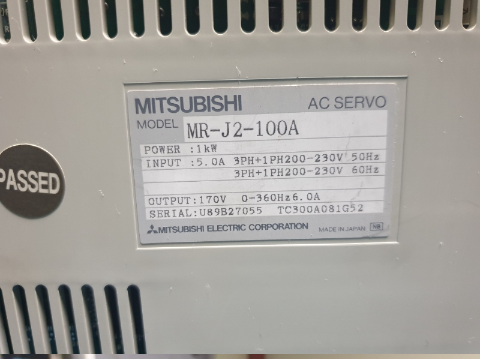 MITSUBISHI AC SERVO
MODEL MR-J2-100A
POWER :1kW
INPUT :5.0A 3PH+1PH200-230V 50Hz
3PH+1PH200-230V 60Hz
OUTPUT:170V 0-360Hz6.0A
SERIAL:U89B27055 TC300A081G52
MITSUBISHI ELECTRIC CORPORATION MADE IN JAPAN
PASSED